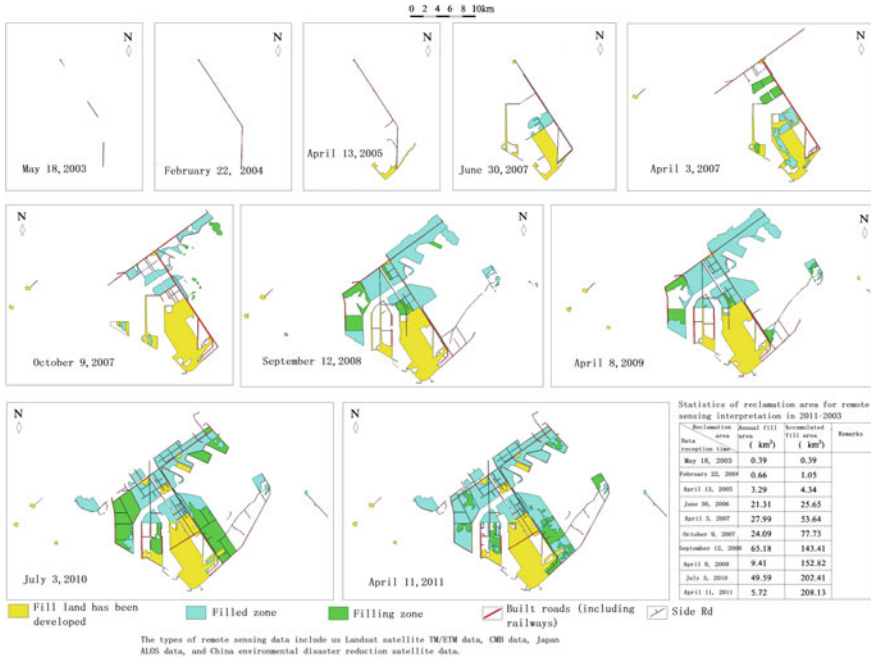 0 2 4 6 8 10km
N
N
N
N
N
May 18,2003
February 22, 2004
April 13,2005
June 30,2007
April 3,2007
N
N
N
October 9,2007
September 12,2008
April 8,2009
N
N
July 3,2010
April 11,2011
Statistics of reclamation area for remote
sensing interpretation in 2011-2003
Reclamation area
Data reception time
Annual fill area ( km²)
Accumulated fill area ( km²)
Remarks
May 18, 2003 0.39 0.39
February 22, 2004 0.66 1.05
April 13, 2005 3.29 4.34
June 30, 2006 21.31 25.65
April 3, 2007 27.99 53.64
October 9, 2007 24.09 77.73
September 12, 2008 65.18 143.41
April 8, 2009 9.41 152.82
July 3, 2010 49.59 202.41
April 11, 2011 5.72 208.13
Fill land has been developed
Filled zone
Filling zone
Built roads (including railways)
Side Rd
The types of remote sensing data include us Landsat satellite TM/ETM data, CMB data, Japan
ALOS data, and China environmental disaster reduction satellite data.